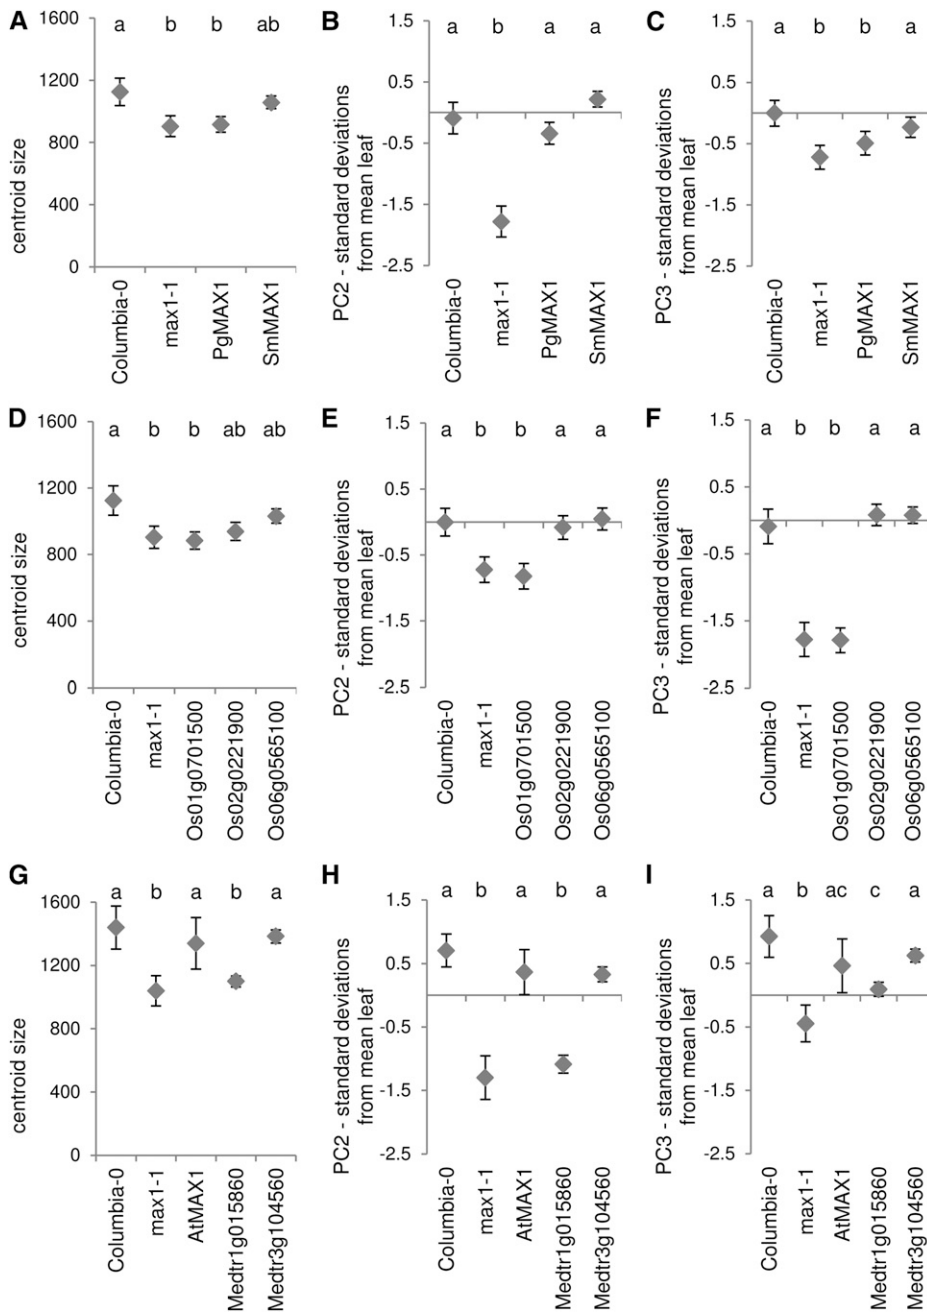 A
1600
1200
800
400
0
centroid size
a b b ab
Columbia-0
max1-1
PgMAX1
SmMAX1
B
1.5
0.5
-0.5
-1.5
-2.5
PC2 - standard deviations
from mean leaf
a b a a
Columbia-0
max1-1
PgMAX1
SmMAX1
C
1.5
0.5
-0.5
-1.5
-2.5
PC3 - standard deviations
from mean leaf
a b b a
Columbia-0
max1-1
PgMAX1
SmMAX1
D
1600
1200
800
400
0
centroid size
a b b ab ab
Columbia-0
max1-1
Os01g0701500
Os02g0221900
Os06g0565100
E
1.5
0.5
-0.5
-1.5
-2.5
PC2 - standard deviations
from mean leaf
a b b a a
Columbia-0
max1-1
Os01g0701500
Os02g0221900
Os06g0565100
F
1.5
0.5
-0.5
-1.5
-2.5
PC3 - standard deviations
from mean leaf
a b b a a
Columbia-0
max1-1
Os01g0701500
Os02g0221900
Os06g0565100
G
1600
1200
800
400
0
centroid size
a b a b a
Columbia-0
max1-1
AtMAX1
Medtr1g015860
Medtr3g104560
H
1.5
0.5
-0.5
-1.5
-2.5
PC2 - standard deviations
from mean leaf
a b a b a
Columbia-0
max1-1
AtMAX1
Medtr1g015860
Medtr3g104560
I
1.5
0.5
-0.5
-1.5
-2.5
PC3 - standard deviations
from mean leaf
a b ac c a
Columbia-0
max1-1
AtMAX1
Medtr1g015860
Medtr3g104560